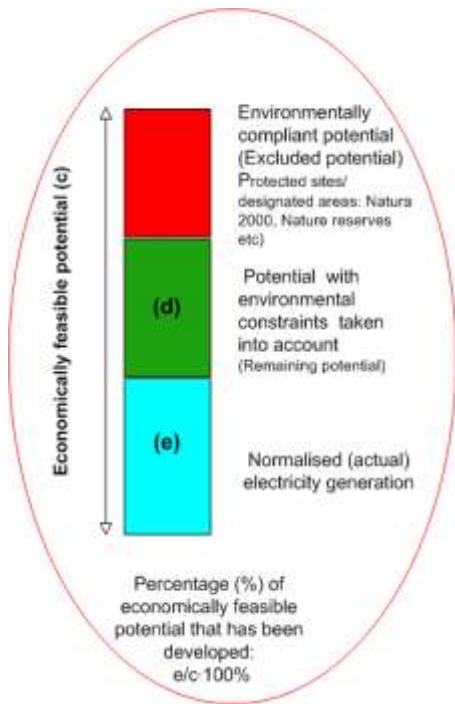 Economically feasible potential (c)
Environmentally
compliant potential
(Excluded potential)
Protected sites/
designated areas: Natura
2000, Nature reserves
etc)
(d)
Potential with
environmental
constraints taken
into account
(Remaining potential)
(e)
Normalised (actual)
electricity generation
Percentage (%) of
economically feasible
potential that has been
developed:
e/c·100%